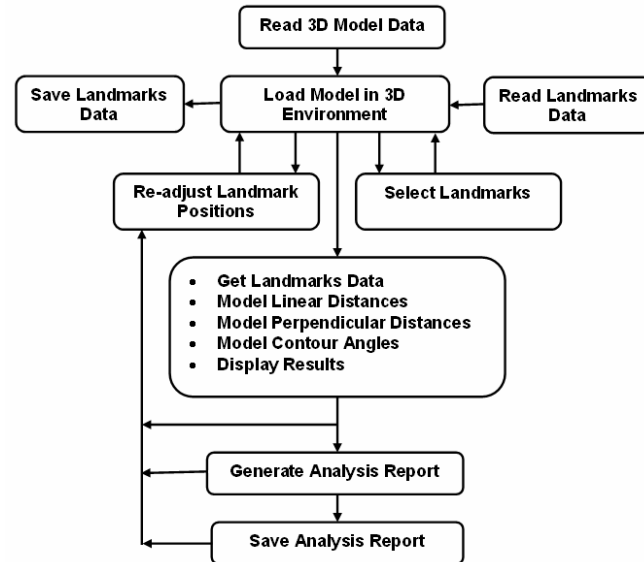 Read 3D Model Data
Save Landmarks
Data
Load Model in 3D
Environment
Read Landmarks
Data
Re-adjust Landmark
Positions
Select Landmarks
• Get Landmarks Data
• Model Linear Distances
• Model Perpendicular Distances
• Model Contour Angles
• Display Results
Generate Analysis Report
Save Analysis Report